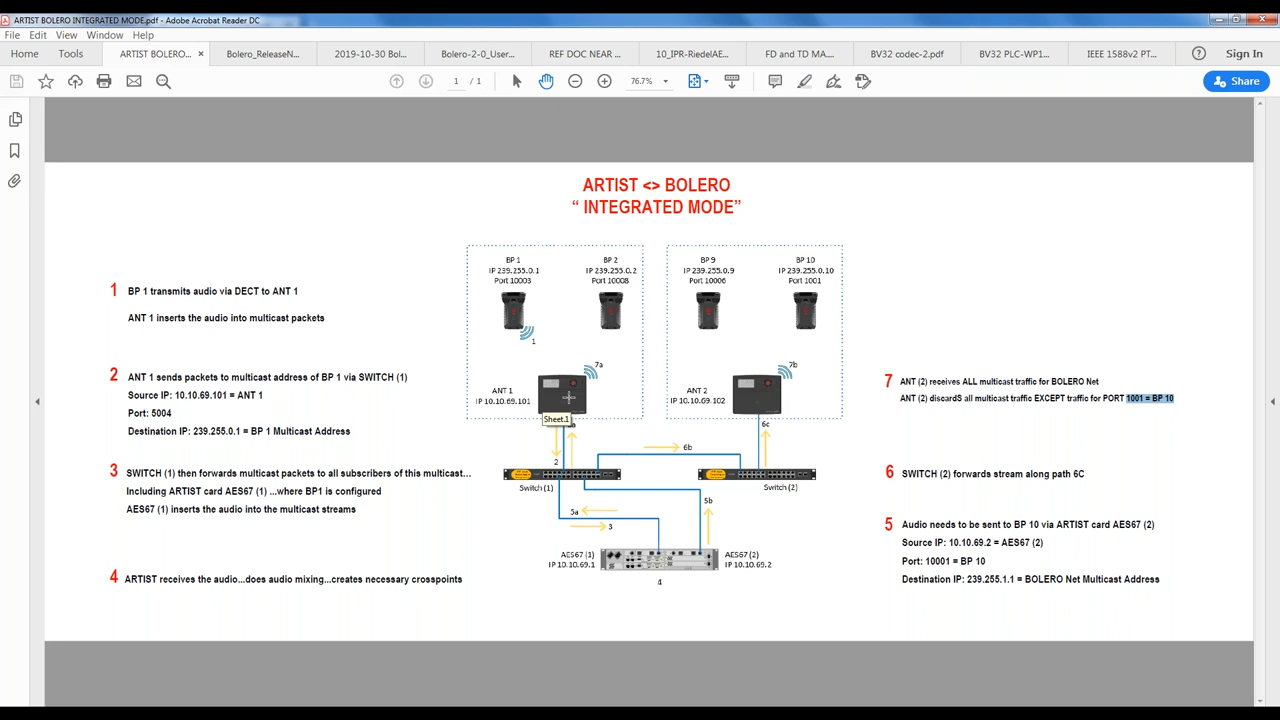 ARTIST BOLERO INTEGRATED MODE.pdf - Adobe Acrobat Reader DC
File Edit View Window Help
Home Tools ARTIST BOLERO... × Bolero_ReleaseN... 2019-10-30 Bol... Bolero-2-0_User... REF DOC NEAR ... 10_IPR-RiedelAE... FD and TD MA... BV32 codec-2.pdf BV32 PLC-WP1... IEEE 1588v2 PT... Sign In
1 / 1 76.7% Share
ARTIST <> BOLERO
“ INTEGRATED MODE”
BP 1
IP 239.255.0.1
Port 10003
BP 2
IP 239.255.0.2
Port 10008
BP 9
IP 239.255.0.9
Port 10006
BP 10
IP 239.255.0.10
Port 1001
1 BP 1 transmits audio via DECT to ANT 1
ANT 1 inserts the audio into multicast packets
1
7a
7b
ANT 1
IP 10.10.69.101
ANT 2
IP 10.10.69.102
Sheet.1
2 ANT 1 sends packets to multicast address of BP 1 via SWITCH (1)
Source IP: 10.10.69.101 = ANT 1
Port: 5004
Destination IP: 239.255.0.1 = BP 1 Multicast Address
7 ANT (2) receives ALL multicast traffic for BOLERO Net
ANT (2) discardS all multicast traffic EXCEPT traffic for PORT 1001 = BP 10
6c
6b
2
3 SWITCH (1) then forwards multicast packets to all subscribers of this multicast...
Including ARTIST card AES67 (1) ...where BP1 is configured
AES67 (1) inserts the audio into the multicast streams
Switch (1)
Switch (2)
6 SWITCH (2) forwards stream along path 6C
5a
5b
3
5 Audio needs to be sent to BP 10 via ARTIST card AES67 (2)
Source IP: 10.10.69.2 = AES67 (2)
Port: 10001 = BP 10
Destination IP: 239.255.1.1 = BOLERO Net Multicast Address
AES67 (1)
IP 10.10.69.1
AES67 (2)
IP 10.10.69.2
4
4 ARTIST receives the audio...does audio mixing...creates necessary crosspoints